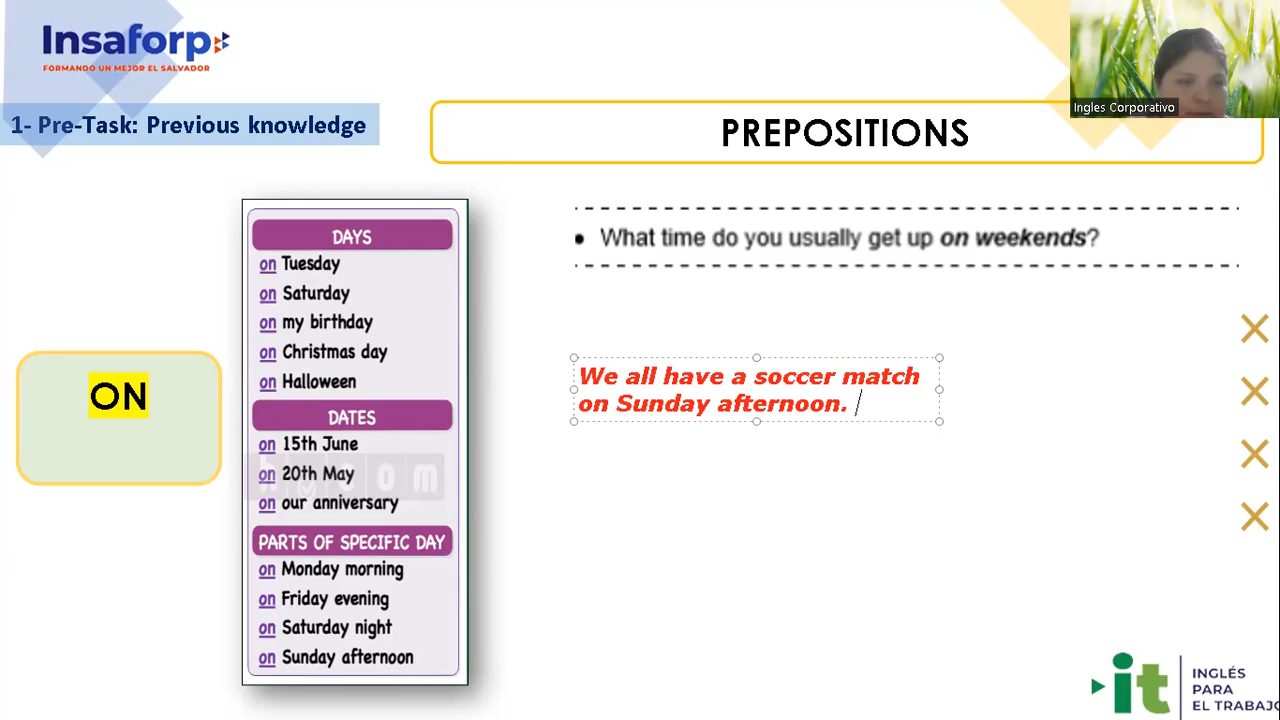 Insaforp
FORMANDO UN MEJOR EL SALVADOR
Ingles Corporativo
1- Pre-Task: Previous knowledge
PREPOSITIONS
ON
DAYS
on Tuesday
on Saturday
on my birthday
on Christmas day
on Halloween
DATES
on 15th June
on 20th May
on our anniversary
PARTS OF SPECIFIC DAY
on Monday morning
on Friday evening
on Saturday night
on Sunday afternoon
• What time do you usually get up on weekends?
We all have a soccer match
on Sunday afternoon.
it
INGLÉS
PARA
EL TRABAJO